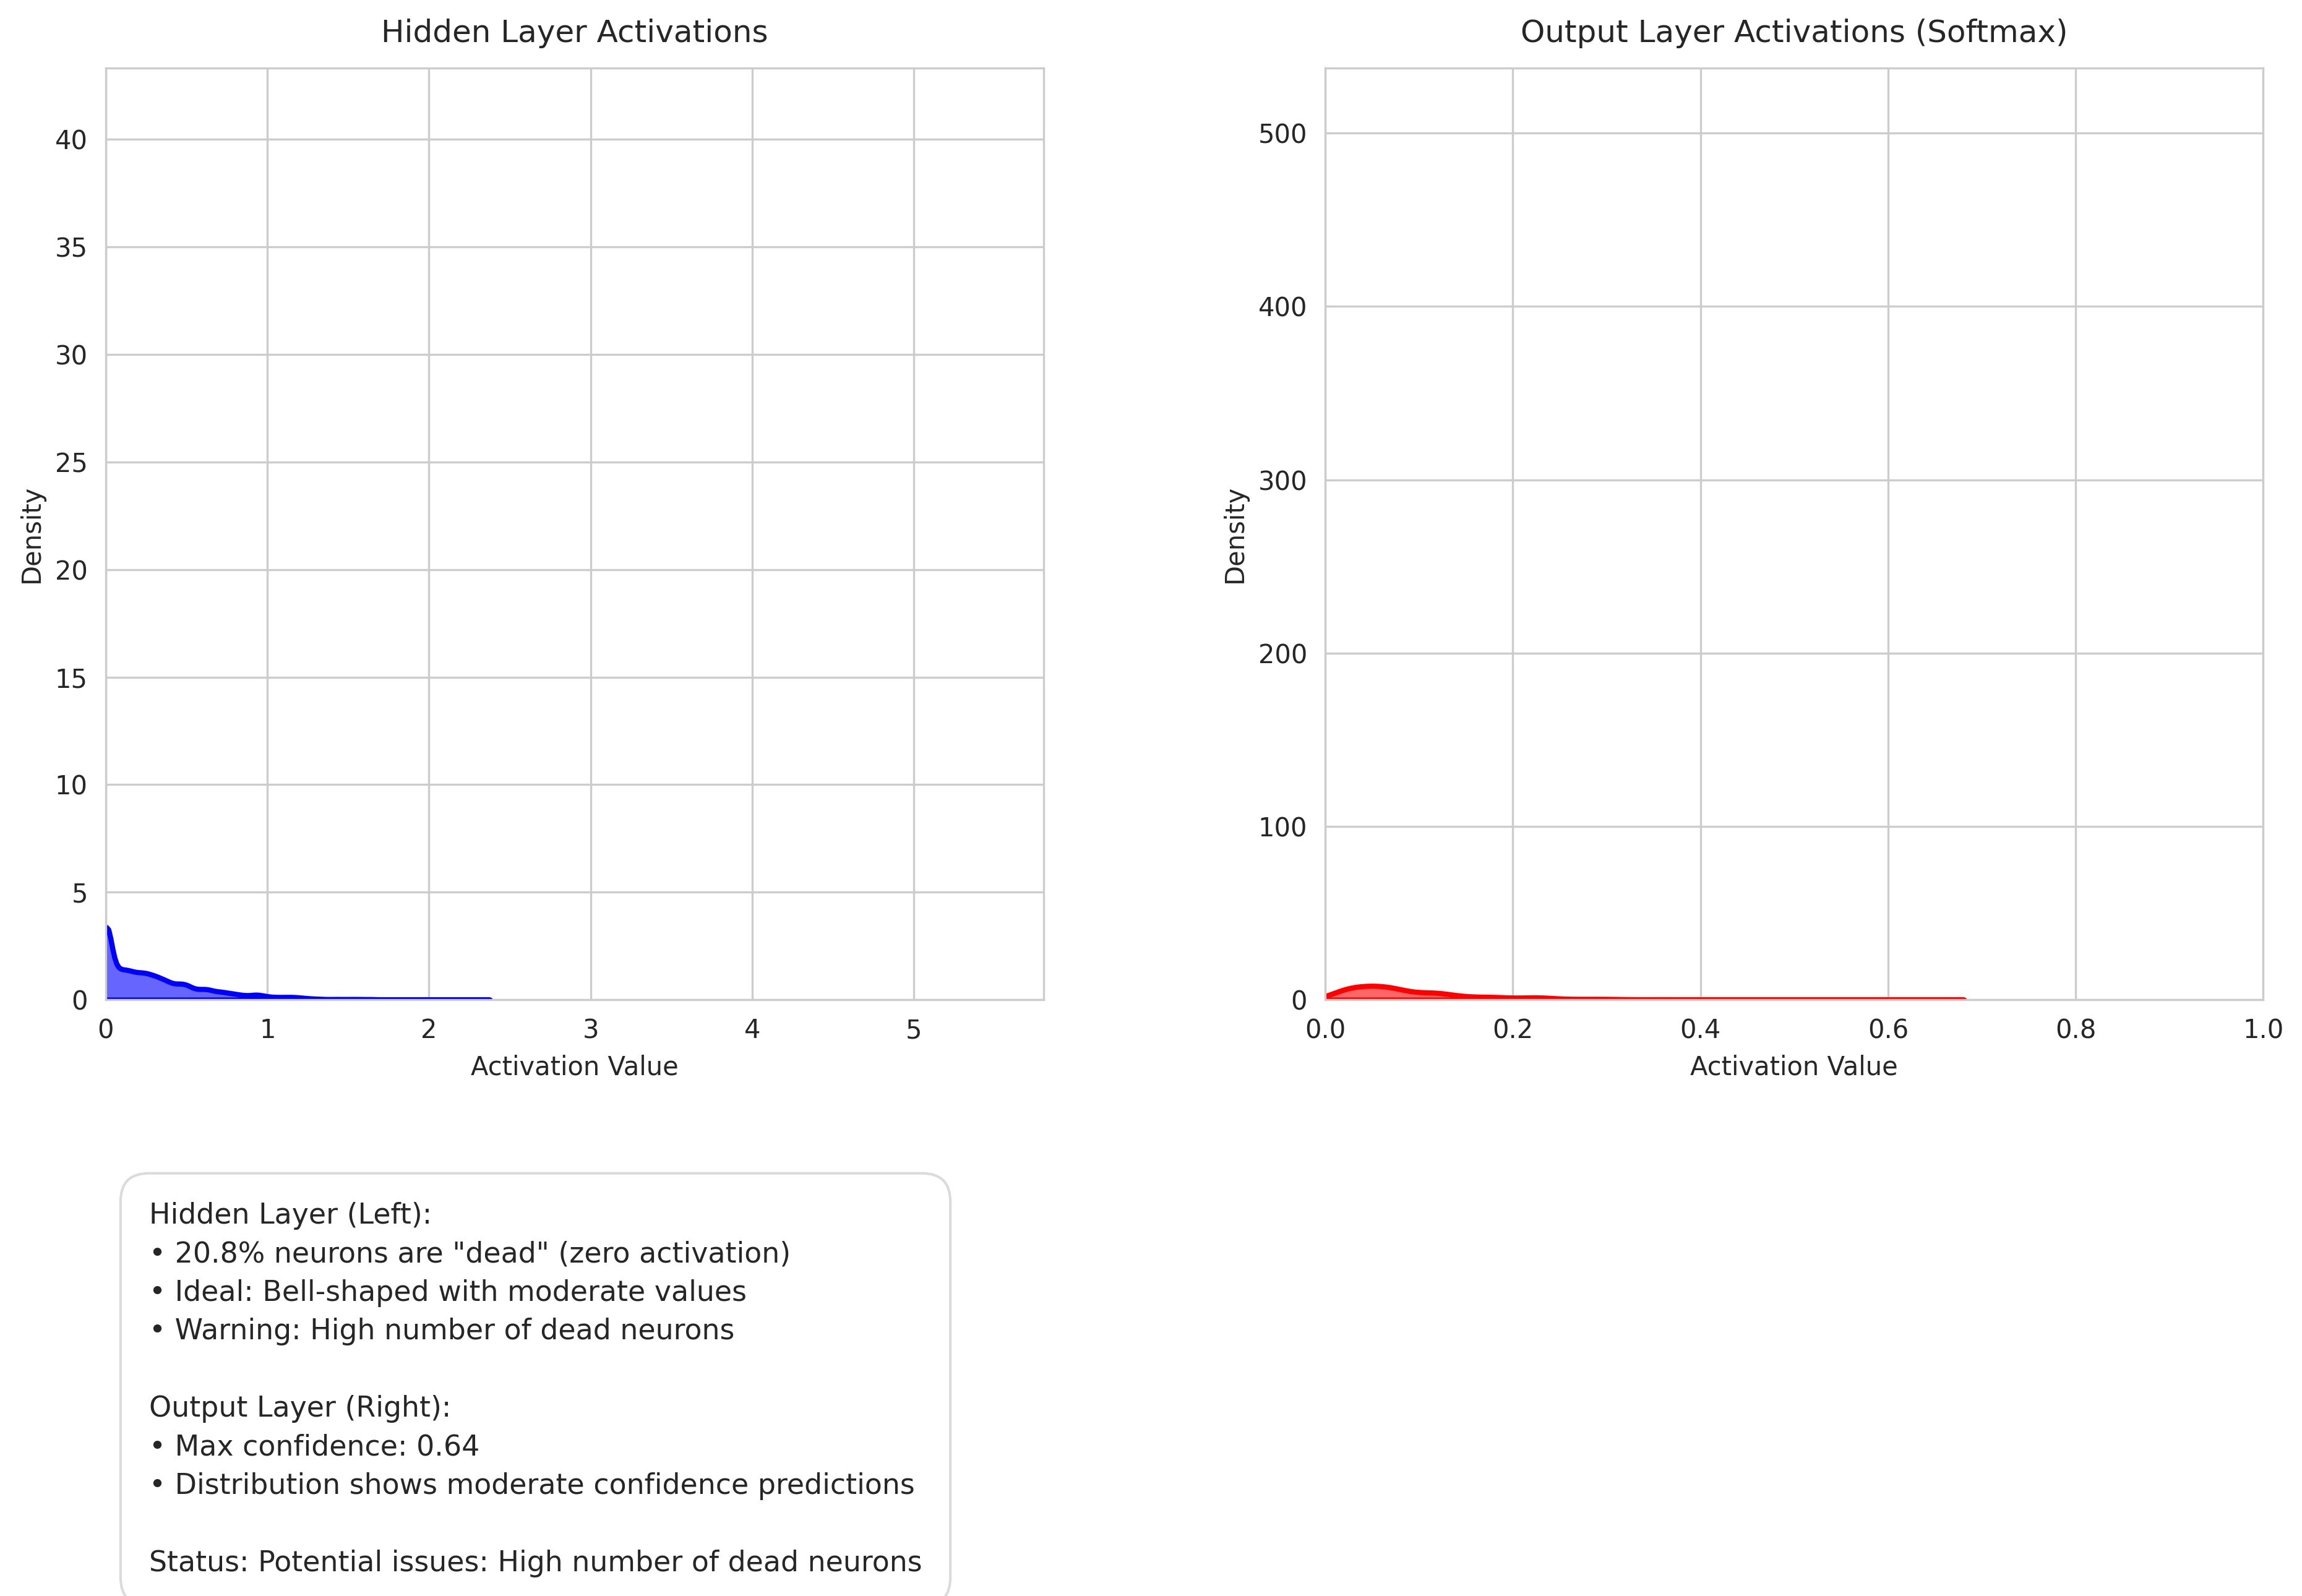 Hidden Layer Activations
Output Layer Activations (Softmax)
40
35
30
25
20
15
10
5
0
Density
0 1 2 3 4 5
Activation Value
500
400
300
200
100
0
Density
0.0 0.2 0.4 0.6 0.8 1.0
Activation Value
Hidden Layer (Left):
• 20.8% neurons are "dead" (zero activation)
• Ideal: Bell-shaped with moderate values
• Warning: High number of dead neurons
Output Layer (Right):
• Max confidence: 0.64
• Distribution shows moderate confidence predictions
Status: Potential issues: High number of dead neurons